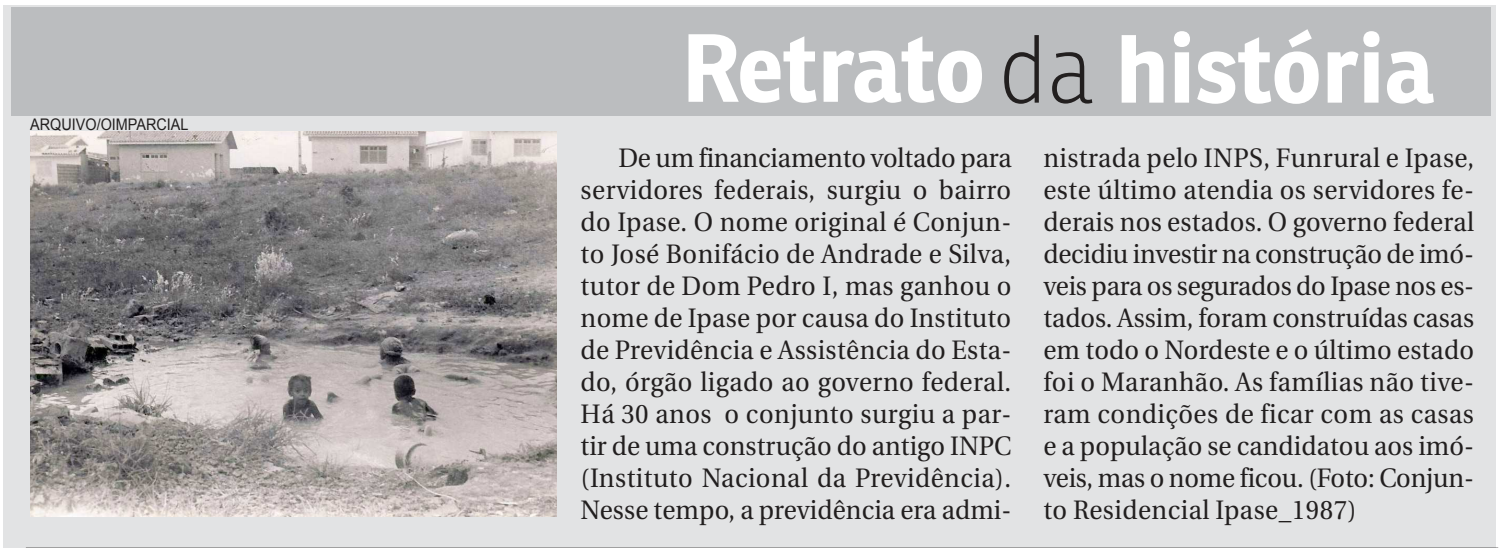 Retrato da história
ARQUIVO/OIMPARCIAL
De um financiamento voltado para
servidores federais, surgiu o bairro
do Ipase. O nome original é Conjun-
to José Bonifácio de Andrade e Silva,
tutor de Dom Pedro I, mas ganhou o
nome de Ipase por causa do Instituto
de Previdência e Assistência do Esta-
do, órgão ligado ao governo federal.
Há 30 anos o conjunto surgiu a par-
tir de uma construção do antigo INPC
(Instituto Nacional da Previdência).
Nesse tempo, a previdência era admi-
nistrada pelo INPS, Funrural e Ipase,
este último atendia os servidores fe-
derais nos estados. O governo federal
decidiu investir na construção de imó-
veis para os segurados do Ipase nos es-
tados. Assim, foram construídas casas
em todo o Nordeste e o último estado
foi o Maranhão. As famílias não tive-
ram condições de ficar com as casas
e a população se candidatou aos imó-
veis, mas o nome ficou. (Foto: Conjun-
to Residencial Ipase_1987)